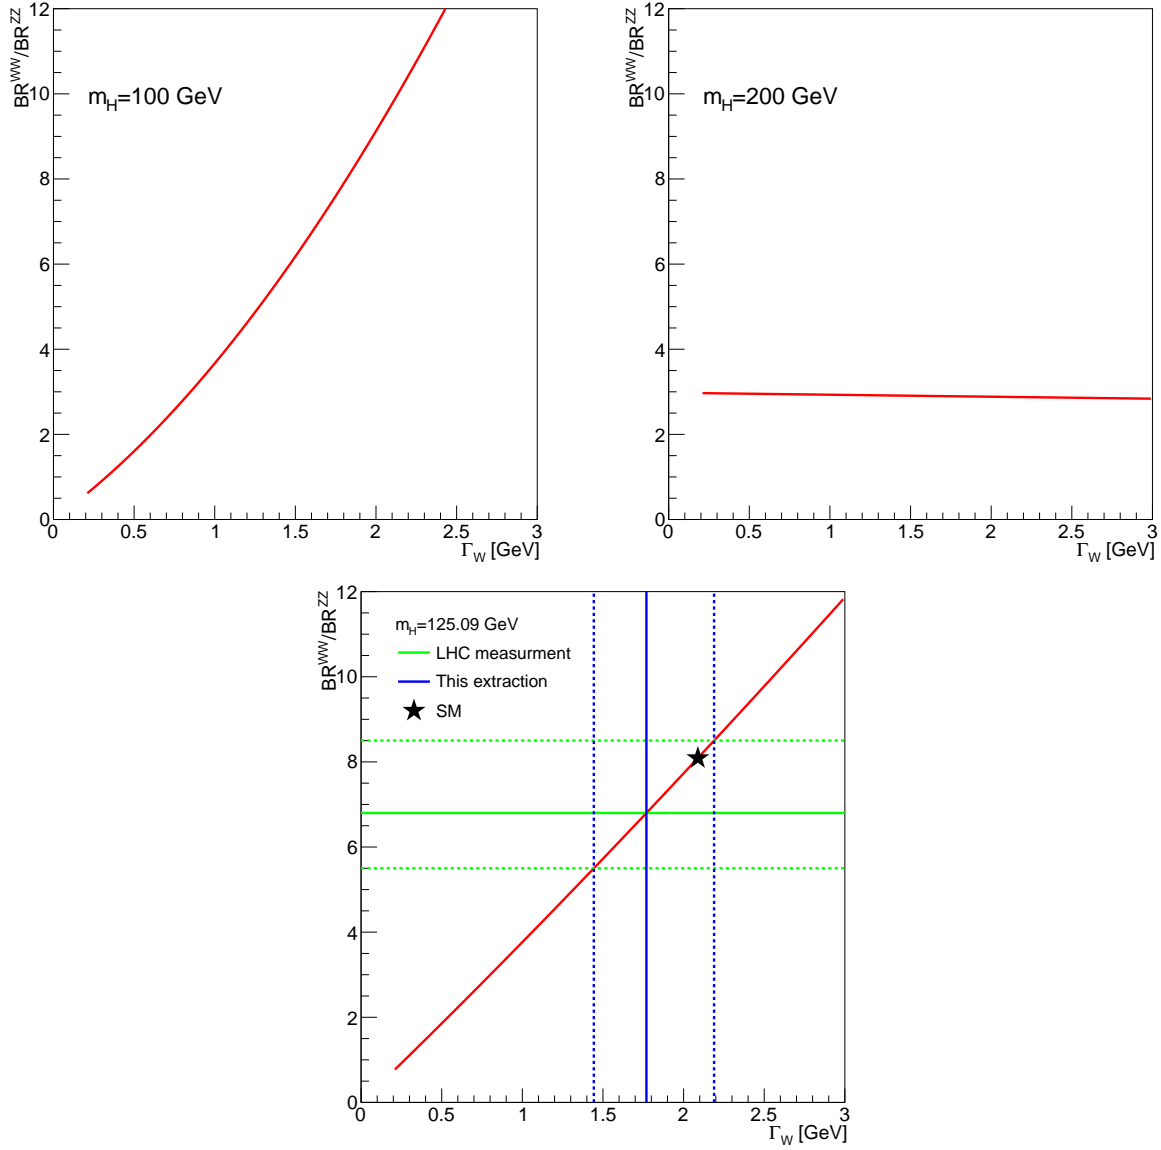 BR^WW/BR^ZZ
12
10
8
6
4
2
0
m_H=100 GeV
0 0.5 1 1.5 2 2.5 3
Γ_W [GeV]
BR^WW/BR^ZZ
12
10
8
6
4
2
0
m_H=200 GeV
0 0.5 1 1.5 2 2.5 3
Γ_W [GeV]
BR^WW/BR^ZZ
12
10
8
6
4
2
0
m_H=125.09 GeV
LHC measurment
This extraction
SM
0 0.5 1 1.5 2 2.5 3
Γ_W [GeV]